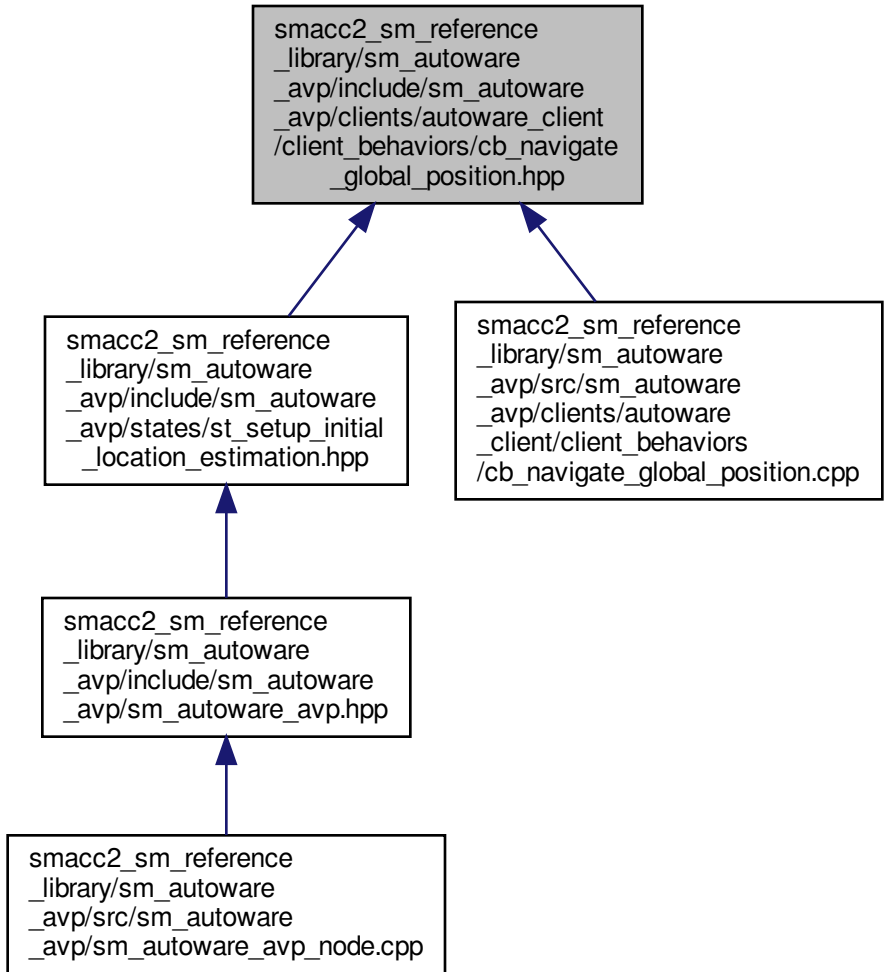 smacc2_sm_reference
_library/sm_autoware
_avp/include/sm_autoware
_avp/clients/autoware_client
/client_behaviors/cb_navigate
_global_position.hpp
smacc2_sm_reference
_library/sm_autoware
_avp/include/sm_autoware
_avp/states/st_setup_initial
_location_estimation.hpp
smacc2_sm_reference
_library/sm_autoware
_avp/src/sm_autoware
_avp/clients/autoware
_client/client_behaviors
/cb_navigate_global_position.cpp
smacc2_sm_reference
_library/sm_autoware
_avp/include/sm_autoware
_avp/sm_autoware_avp.hpp
smacc2_sm_reference
_library/sm_autoware
_avp/src/sm_autoware
_avp/sm_autoware_avp_node.cpp